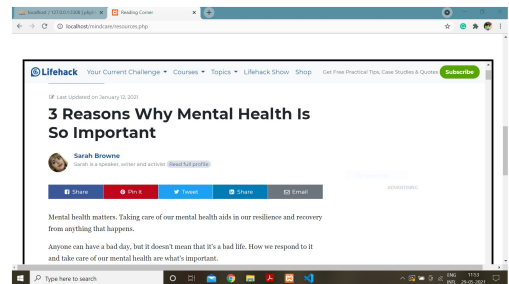 localhost / 127.0.0.1:3308 | php
Reading Corner
localhost/mindcare/resources.php
Lifehack
Your Current Challenge
Courses
Topics
Lifehack Show
Shop
Get Free Practical Tips, Case Studies & Quotes
Subscribe
Last Updated on January 12, 2021
3 Reasons Why Mental Health Is
So Important
Sarah Browne
Sarah is a speaker, writer and activist Read full profile
Share
Pin it
Tweet
Share
Email
ADVERTISING
Mental health matters. Taking care of our mental health aids in our resilience and recovery
from anything that happens.
Anyone can have a bad day, but it doesn't mean that it's a bad life. How we respond to it
and take care of our mental health are what's important.
Type here to search
ENG 11:53
INTL 29-05-2021